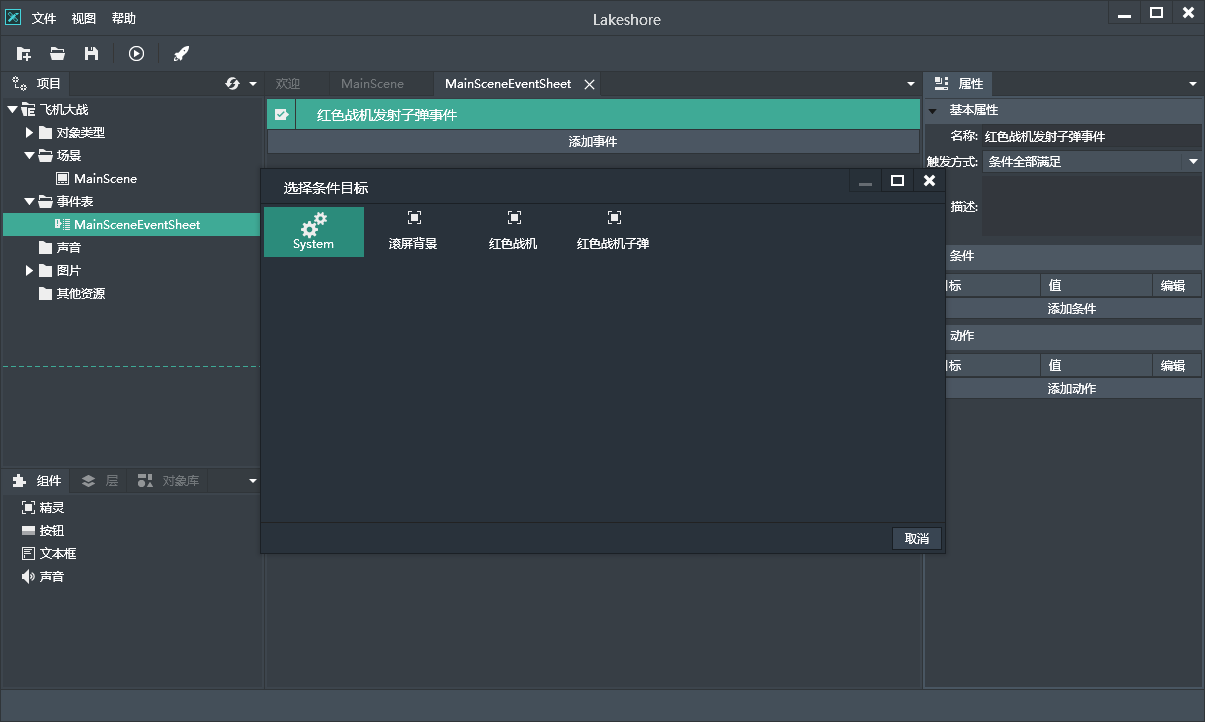 Lakeshore
文件 视图 帮助
项目
飞机大战
对象类型
场景
MainScene
事件表
MainSceneEventSheet
声音
图片
其他资源
组件 层 对象库
精灵
按钮
文本框
声音
欢迎 MainScene MainSceneEventSheet
红色战机发射子弹事件
添加事件
选择条件目标
System 滚屏背景 红色战机 红色战机子弹
取消
属性
基本属性
名称: 红色战机发射子弹事件
触发方式: 条件全部满足
描述:
条件
标 值 编辑
添加条件
动作
标 值 编辑
添加动作